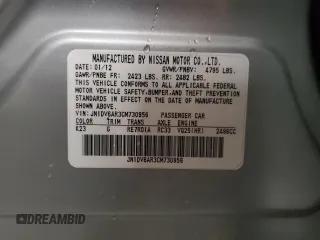 MANUFACTURED BY NISSAN MOTOR CO.,LTD.
DATE: 01/12 GVWR/PNBV: 4795 LBS.
GAWR/PNBE FR: 2423 LBS. RR: 2482 LBS.
THIS VEHICLE CONFORMS TO ALL APPLICABLE FEDERAL
MOTOR VEHICLE SAFETY,BUMPER,AND THEFT PREVENTION
STANDARDS IN EFFECT ON THE DATE OF MANUFACTURE
SHOWN ABOVE.
VIN: JN1DV6AR3CM730956 PASSENGER CAR
COLOR TRIM TRANS AXLE ENGINE
K23 G RE7R01A RC33 VQ25(HR) 2496CC
JN1DV6AR3CM730956
DREAMBID